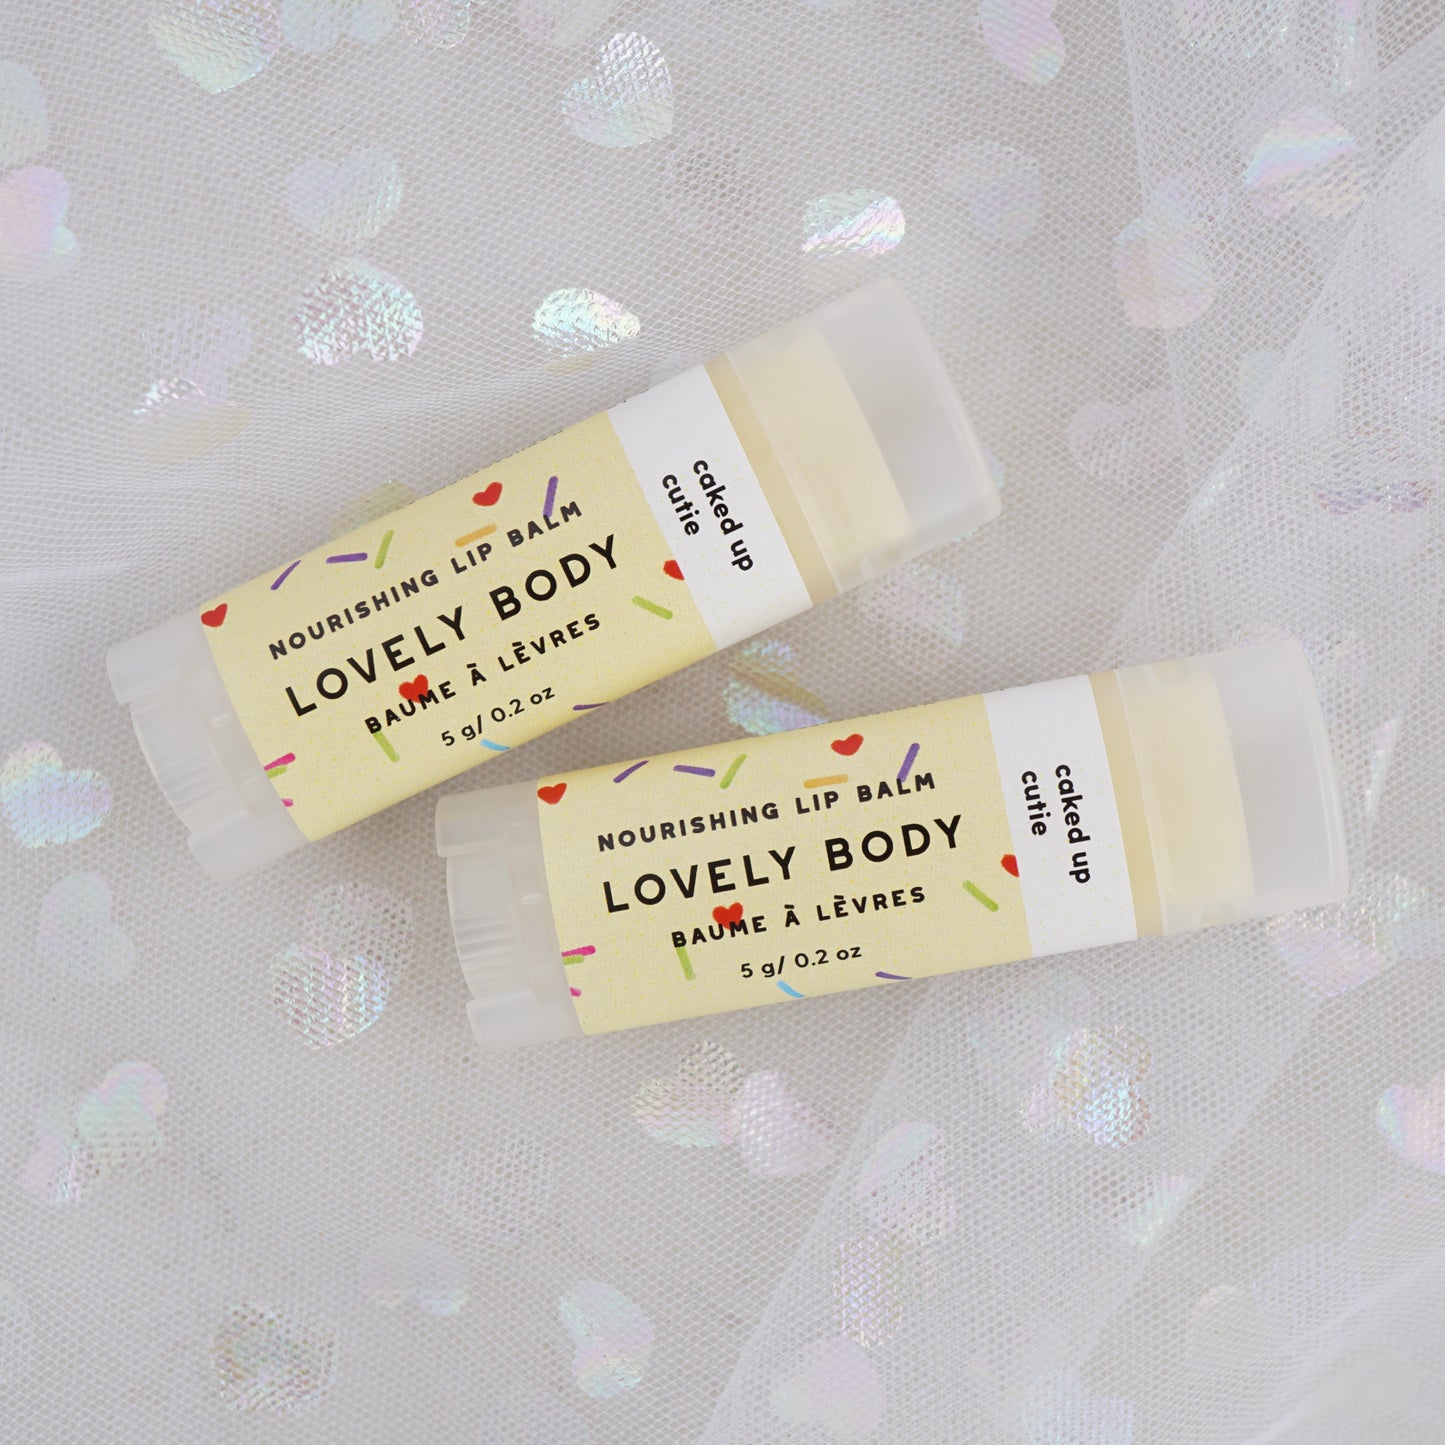 NOURISHING LIP BALM
LOVELY BODY
BAUME À LÈVRES
5 g/ 0.2 oz
caked up
cutie
NOURISHING LIP BALM
LOVELY BODY
BAUME À LÈVRES
5 g/ 0.2 oz
caked up
cutie